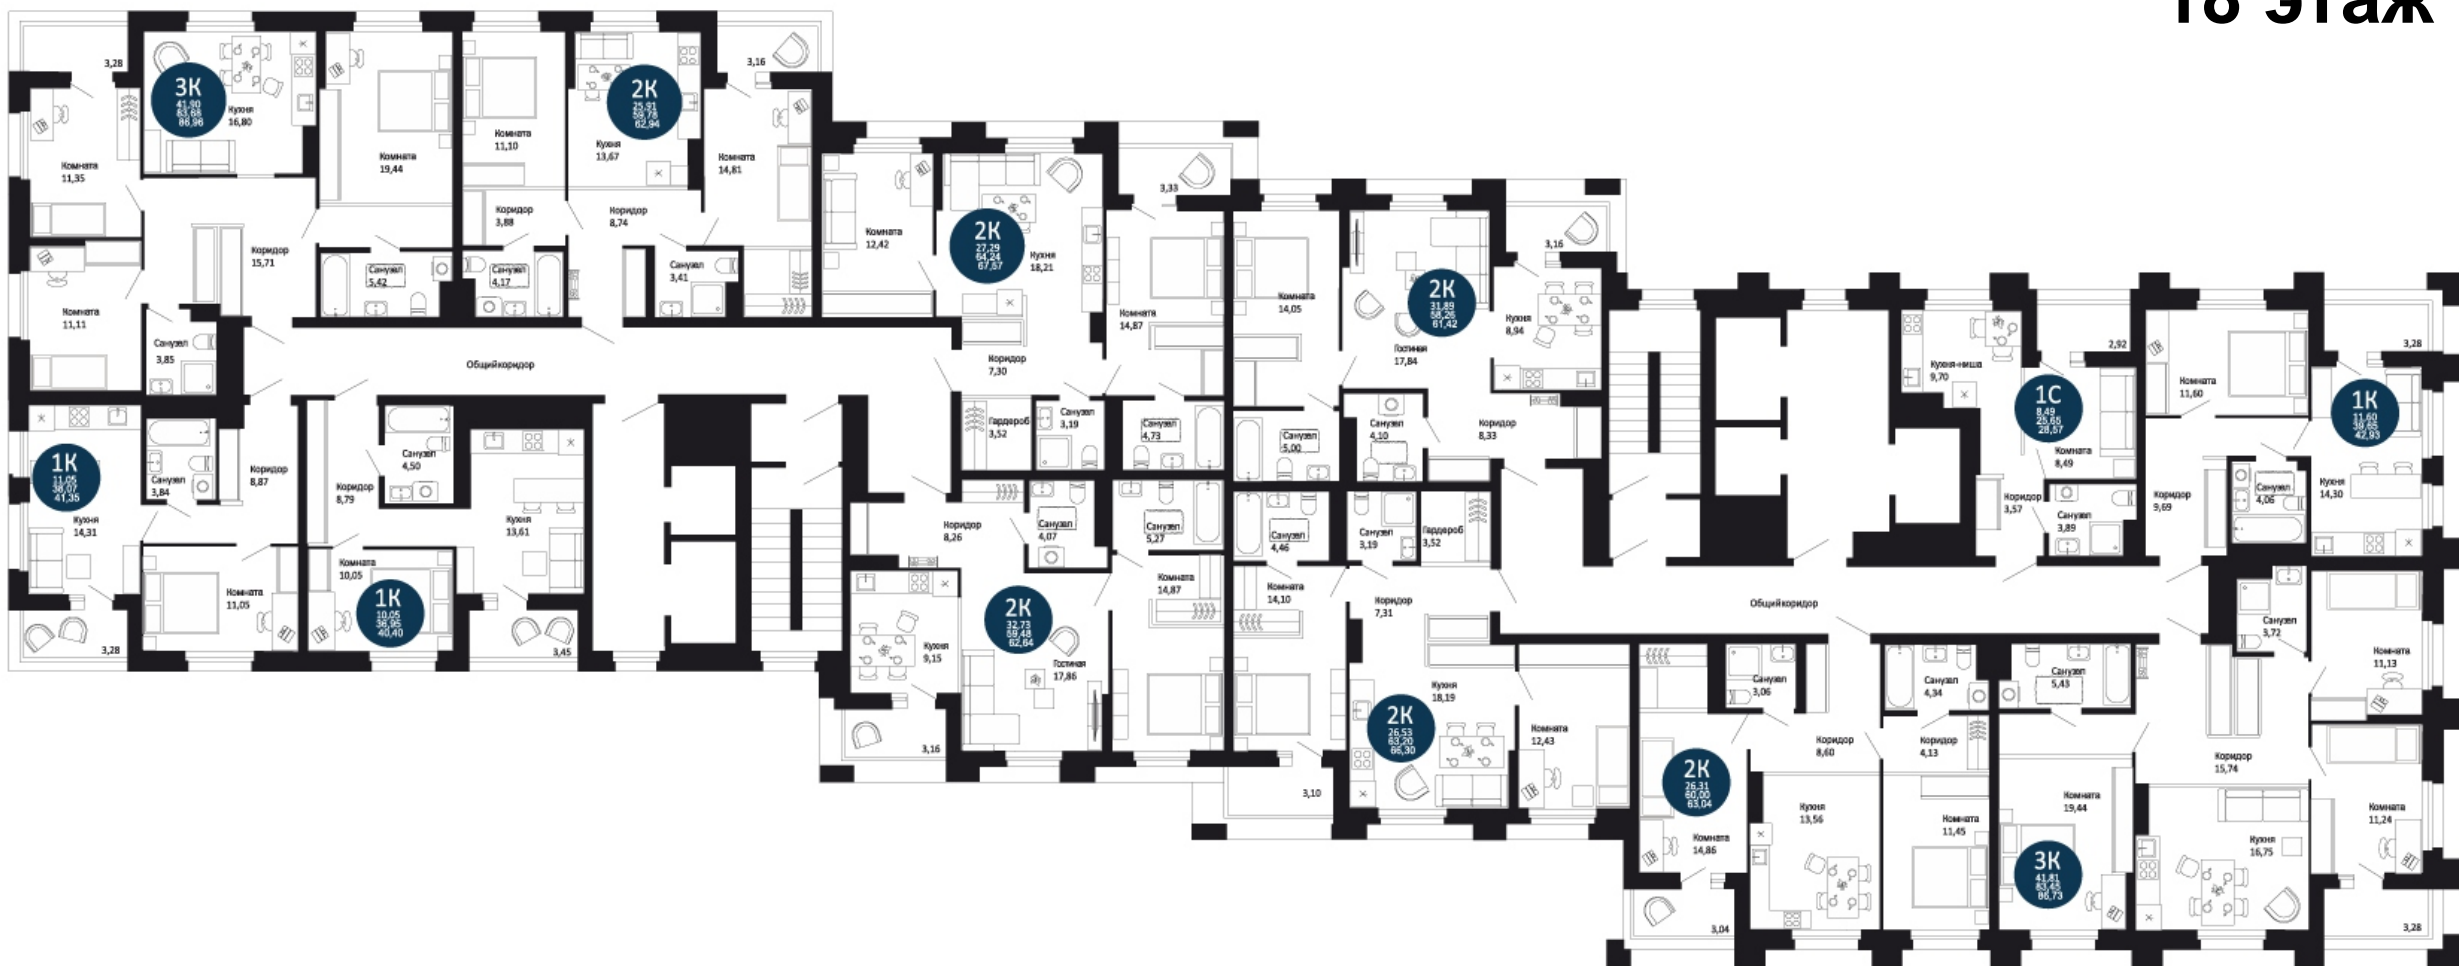 18 этаж
3К
41,90
83,68
86,96
3,28
Кухня
16,80
Комната
11,35
Комната
19,44
Коридор
15,71
Санузел
5,42
Комната
11,11
Санузел
3,85
2К
25,91
59,78
62,94
Комната
11,10
Кухня
13,67
3,16
Комната
14,81
Коридор
3,88
Коридор
8,74
Санузел
4,17
Санузел
3,41
Общийкоридор
2К
27,29
64,24
67,57
Комната
12,42
Кухня
18,21
3,33
Комната
14,87
Коридор
7,30
Гардероб
3,52
Санузел
3,19
Санузел
4,73
2К
31,89
58,26
61,42
Комната
14,05
Гостиная
17,84
3,16
Кухня
8,94
Санузел
5,00
Санузел
4,10
Коридор
8,33
1С
8,49
25,65
28,57
Кухня-ниша
9,70
2,92
Комната
8,49
Коридор
3,57
Санузел
3,89
1К
11,60
39,65
42,93
Комната
11,60
3,28
Кухня
14,30
Коридор
9,69
Санузел
4,06
1К
11,05
38,07
41,35
Кухня
14,31
Санузел
3,84
Коридор
8,87
Комната
11,05
3,28
1К
10,05
36,95
40,40
Коридор
8,79
Санузел
4,50
Кухня
13,61
Комната
10,05
3,45
2К
32,73
59,48
62,64
Коридор
8,26
Санузел
4,07
Санузел
5,27
Комната
14,87
Кухня
9,15
Гостиная
17,86
3,16
2К
26,53
63,20
66,30
Санузел
4,46
Санузел
3,19
Гардероб
3,52
Комната
14,10
Коридор
7,31
Кухня
18,19
Комната
12,43
3,10
Общийкоридор
2К
26,31
60,00
63,04
Санузел
3,06
Санузел
4,34
Коридор
8,60
Коридор
4,13
Кухня
13,56
Комната
11,45
Комната
14,86
3,04
3К
41,81
83,45
86,73
Санузел
5,43
Санузел
3,72
Комната
11,13
Коридор
15,74
Комната
19,44
Кухня
16,75
Комната
11,24
3,28